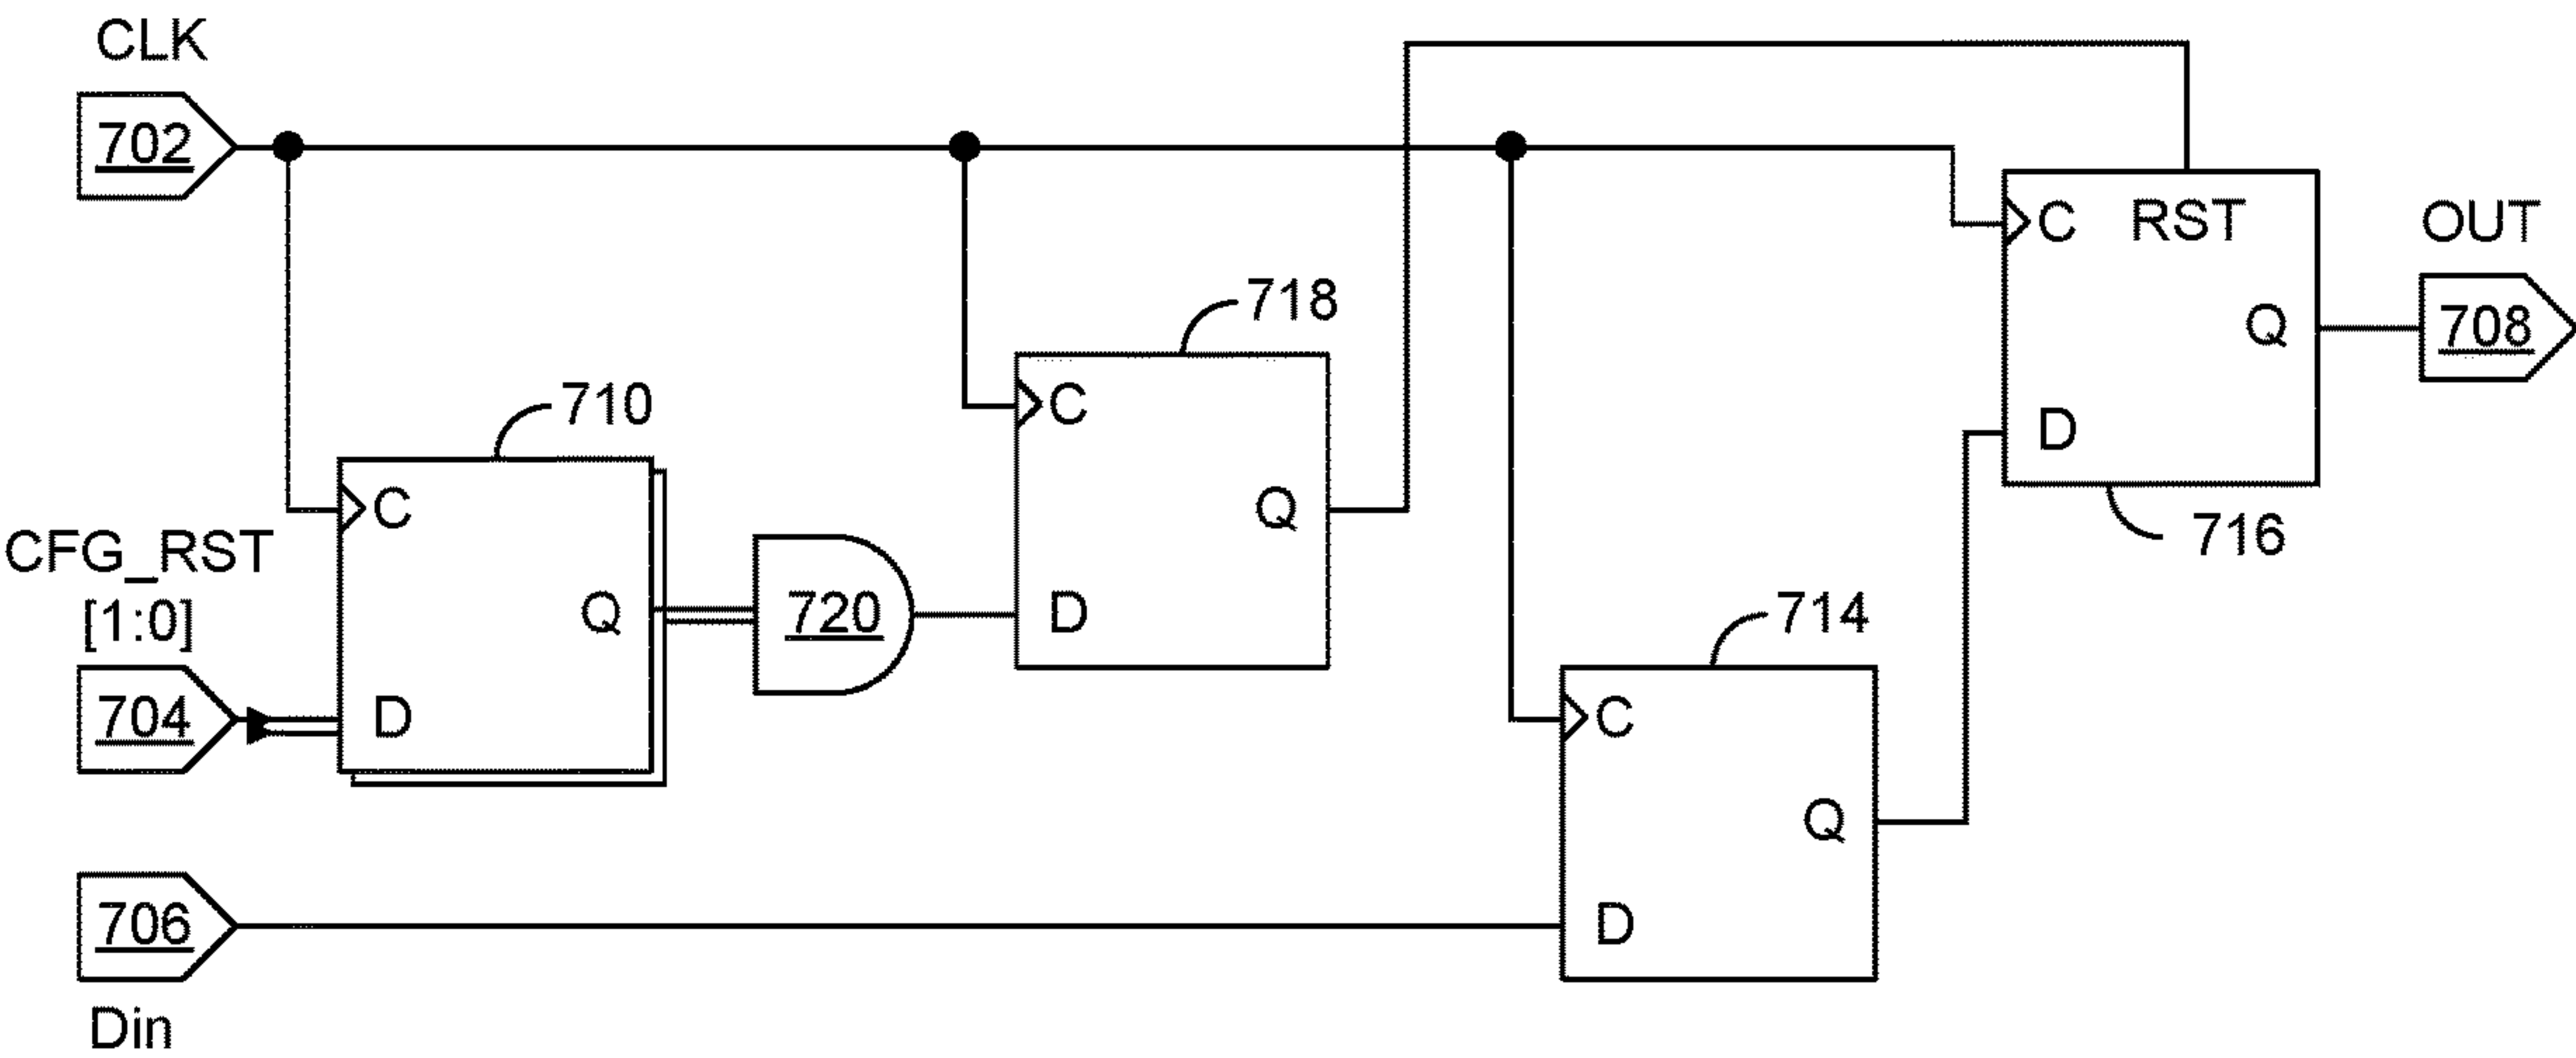 CLK
702
C
RST
OUT
Q
708
718
710
C
D
716
C
Q
CFG_RST
[1:0]
Q
720
D
714
704
D
C
Q
706
D
Din